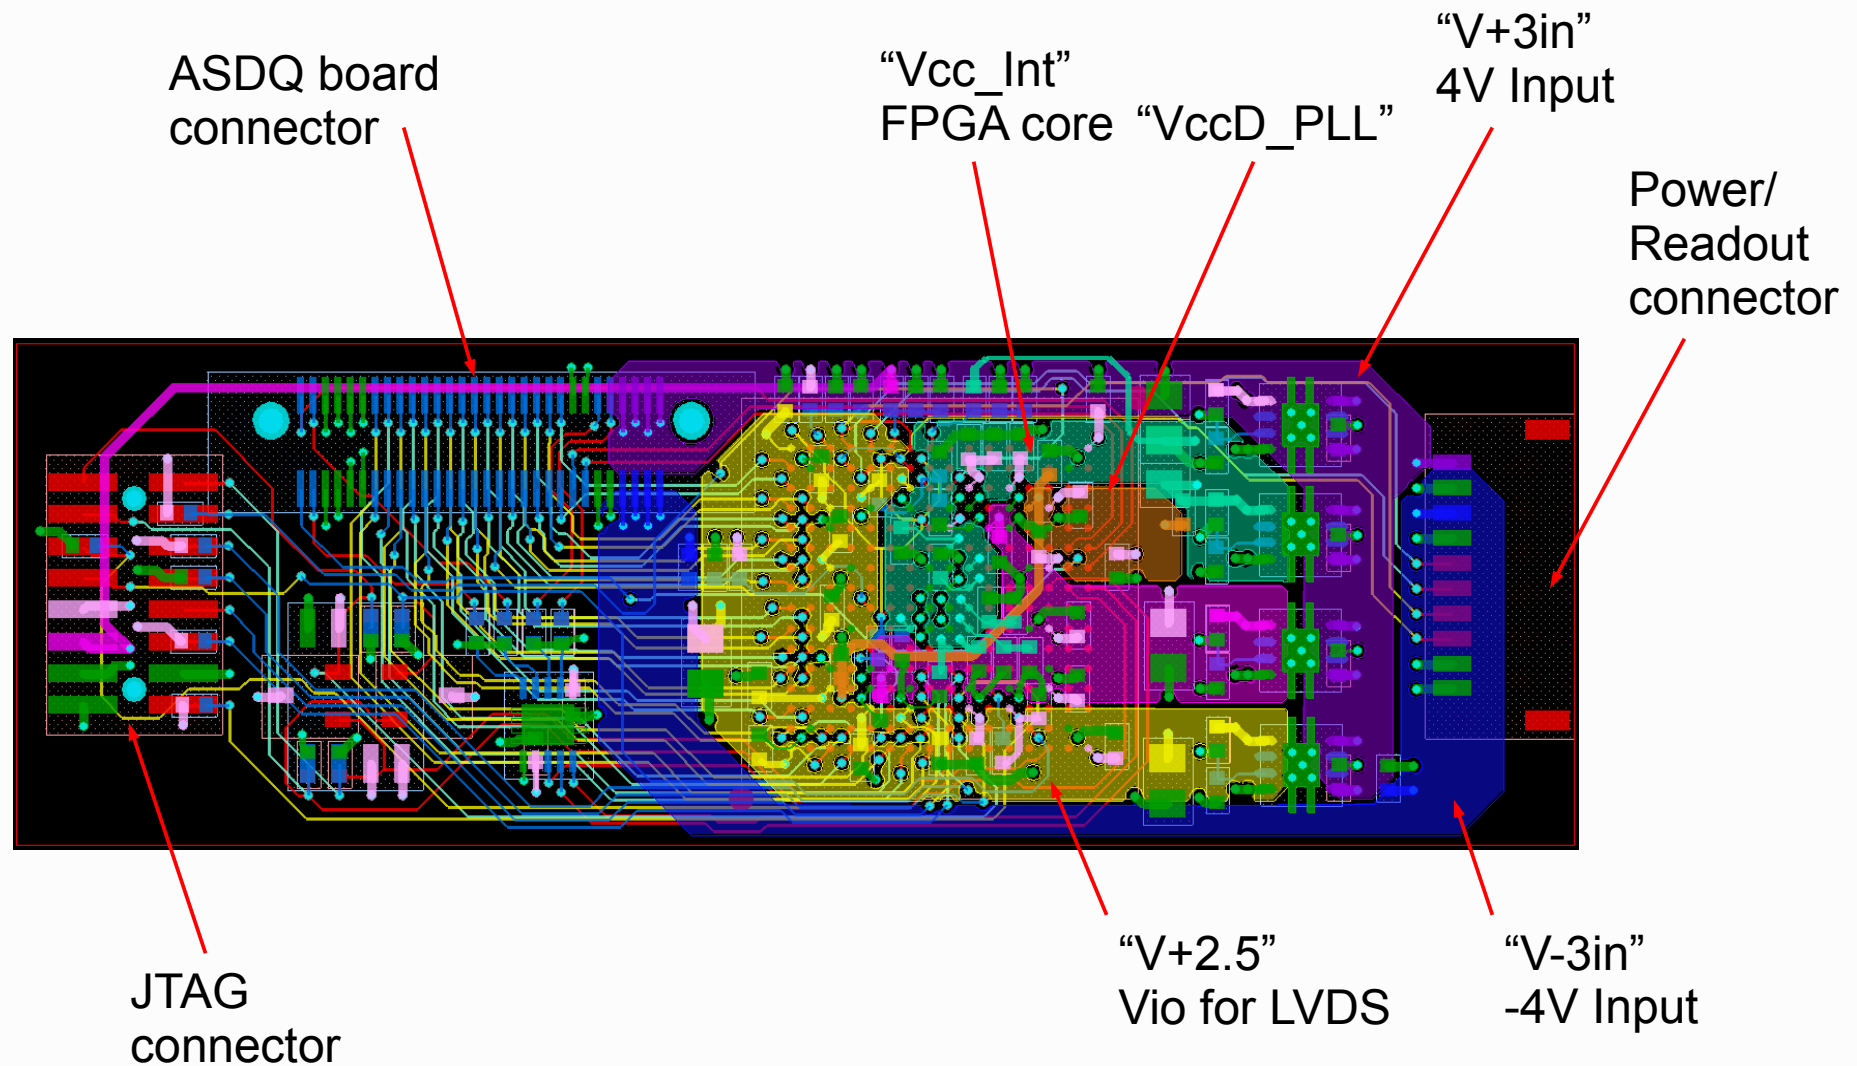 ASDQ board
connector
“Vcc_Int”
FPGA core
“VccD_PLL”
“V+3in”
4V Input
Power/
Readout
connector
JTAG
connector
“V+2.5”
Vio for LVDS
“V-3in”
-4V Input